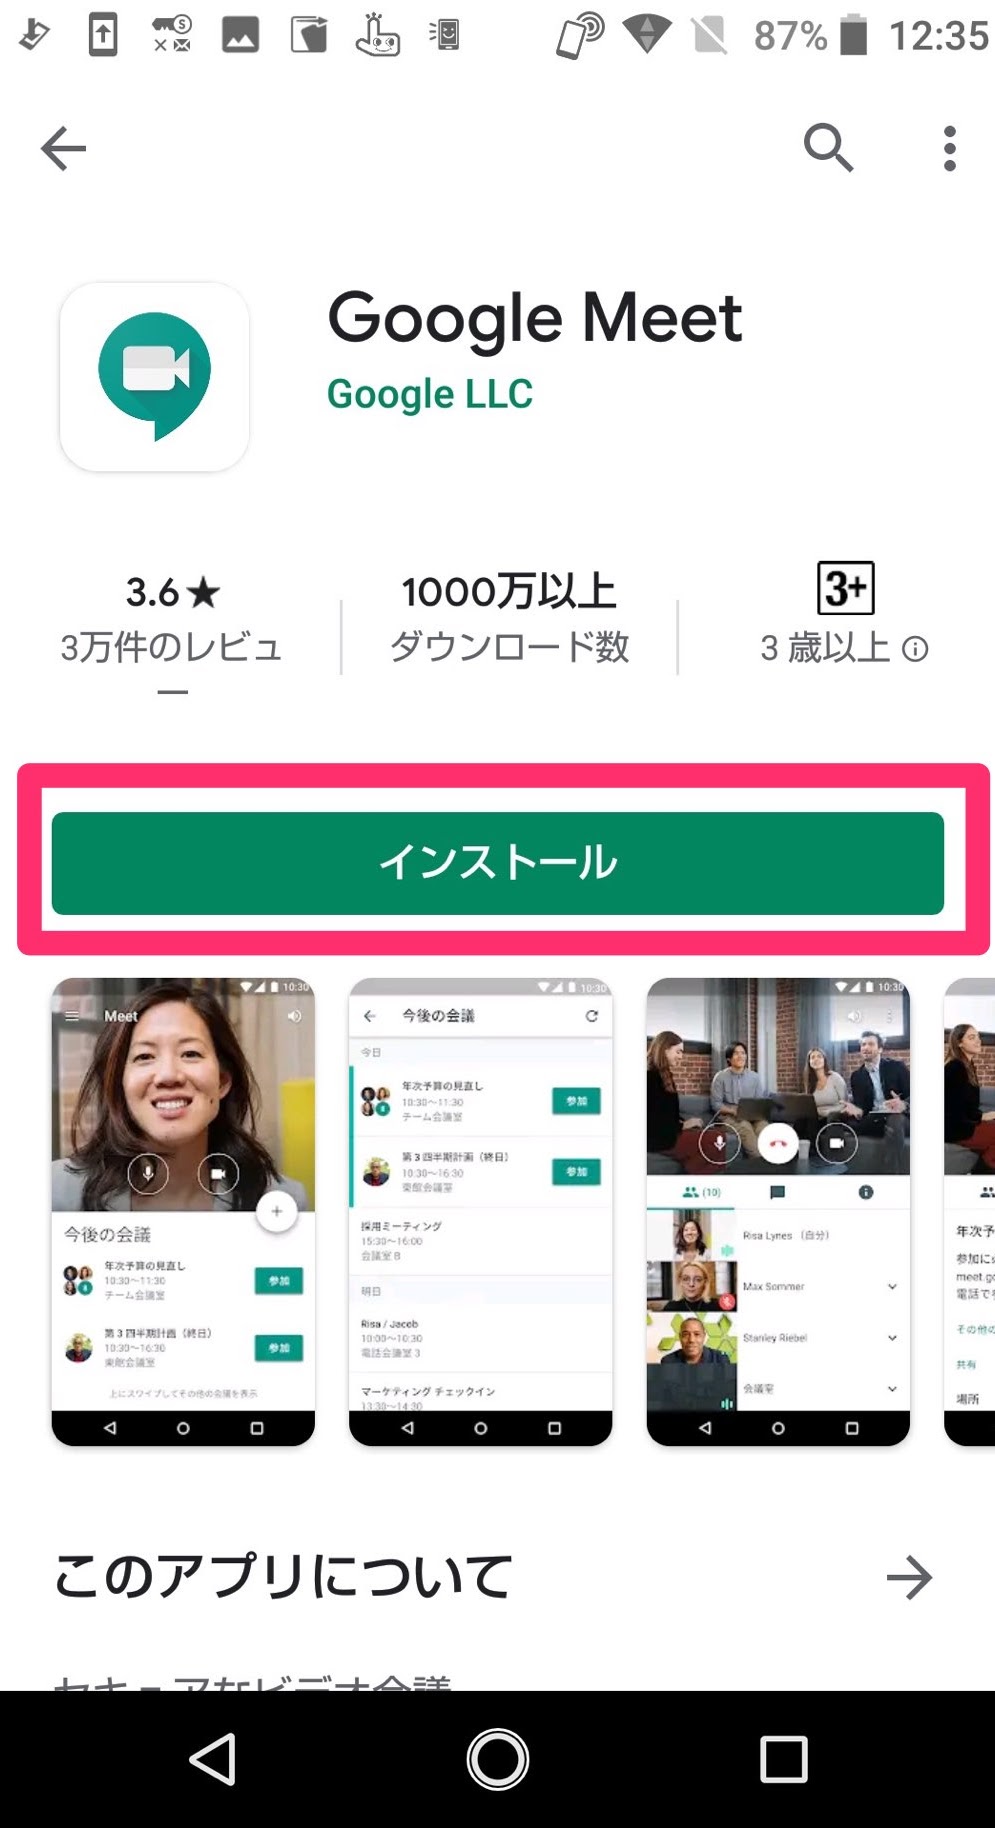 87% 12:35
Google Meet
Google LLC
3.6★
3万件のレビュ
ー
1000万以上
ダウンロード数
3+
3 歳以上
インストール
10:30
Meet
今後の会議
年次予算の見直し
10:30～11:30
チーム会議室
参加
第3四半期計画（終日）
10:30～16:30
東館会議室
参加
上にスワイプしてその他の会議を表示
10:30
今後の会議
今日
年次予算の見直し
10:30～11:30
チーム会議室
参加
第3四半期計画（終日）
10:30～16:30
東館会議室
参加
採用ミーティング
15:30～16:00
会議室 B
明日
Risa / Jacob
10:00～10:30
電話会議室 3
マーケティング チェックイン
13:30～14:30
10:30
(10)
Risa Lynes （自分）
Max Sommer
Stanley Riebel
会議室
年次予
参加に
meet.go
電話で
その他の
共有
場所
このアプリについて
セキュアなビデオ会議